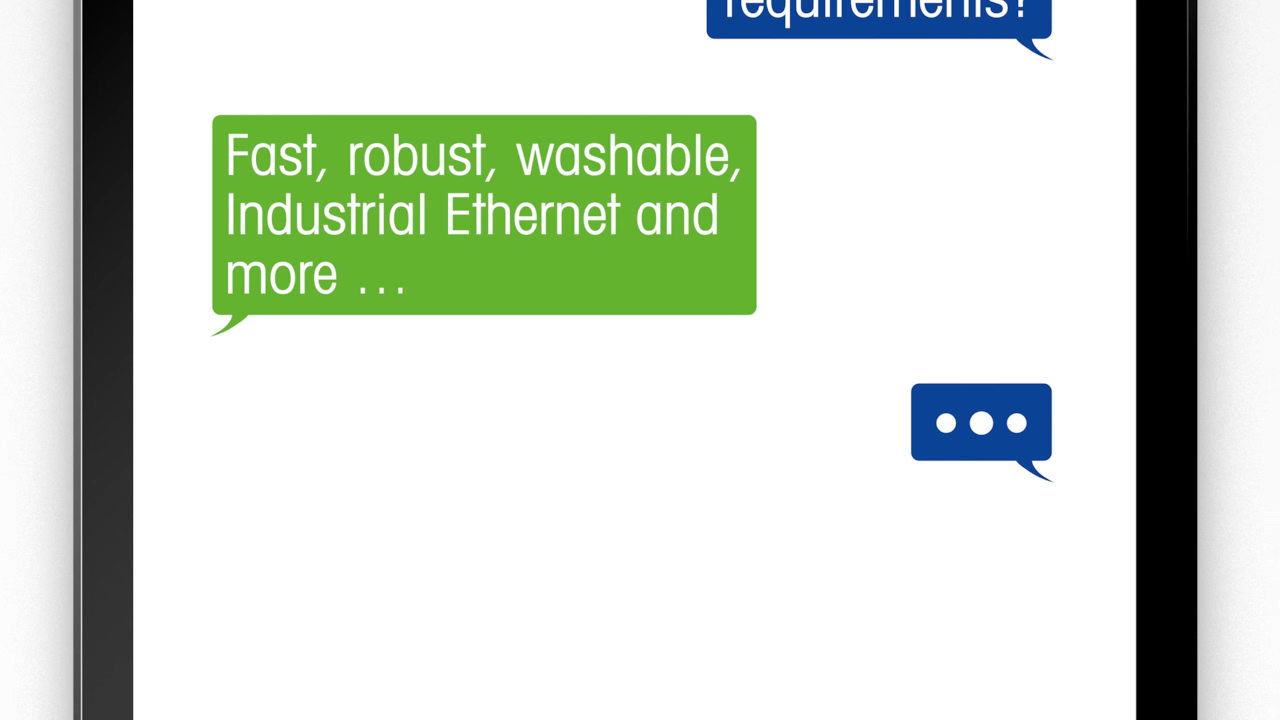 requirements?
Fast, robust, washable,
Industrial Ethernet and
more ...